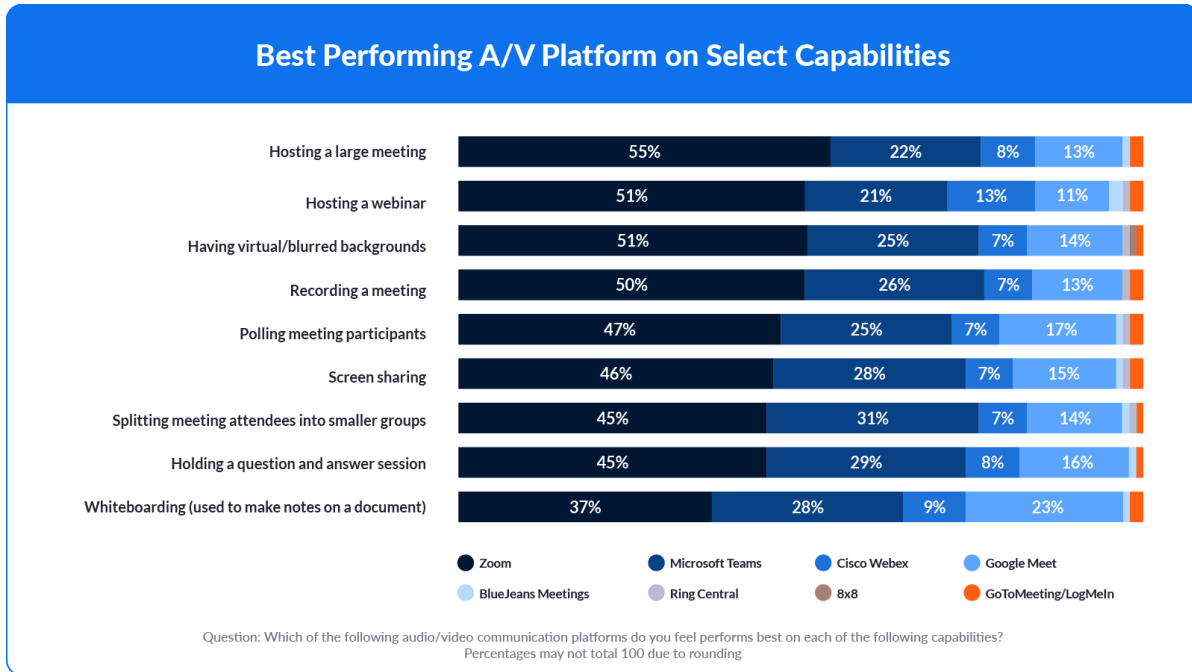 Best Performing A/V Platform on Select Capabilities
Hosting a large meeting 55% 22% 8% 13%
Hosting a webinar 51% 21% 13% 11%
Having virtual/blurred backgrounds 51% 25% 7% 14%
Recording a meeting 50% 26% 7% 13%
Polling meeting participants 47% 25% 7% 17%
Screen sharing 46% 28% 7% 15%
Splitting meeting attendees into smaller groups 45% 31% 7% 14%
Holding a question and answer session 45% 29% 8% 16%
Whiteboarding (used to make notes on a document) 37% 28% 9% 23%
Zoom Microsoft Teams Cisco Webex Google Meet
BlueJeans Meetings Ring Central 8x8 GoToMeeting/LogMeIn
Question: Which of the following audio/video communication platforms do you feel performs best on each of the following capabilities?
Percentages may not total 100 due to rounding